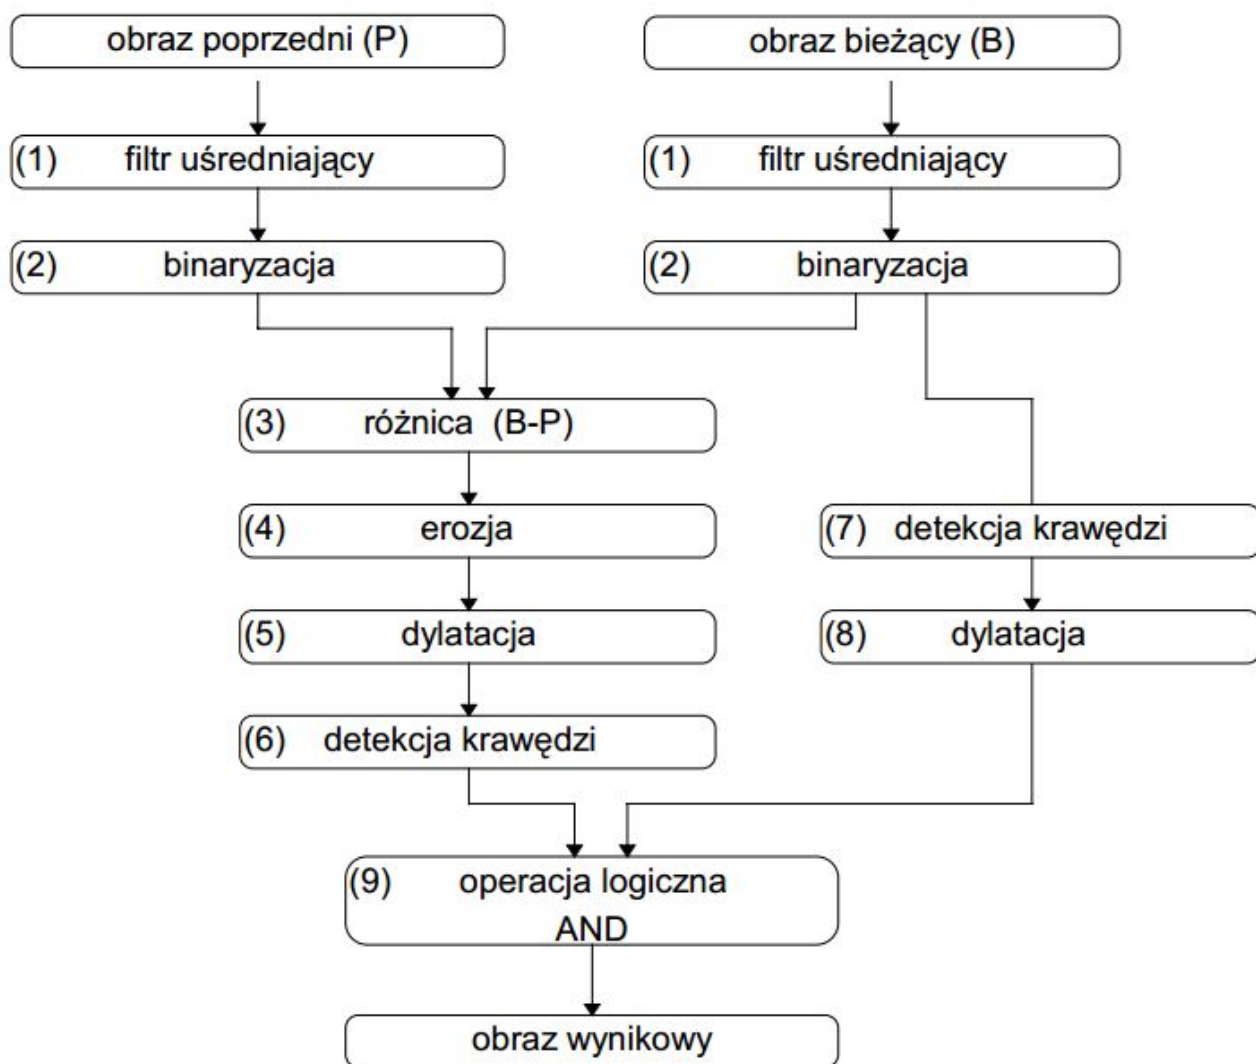 obraz poprzedni (P)
obraz bieżący (B)
(1) filtr uśredniający
(1) filtr uśredniający
(2) binaryzacja
(2) binaryzacja
(3) różnica (B-P)
(4) erozja
(7) detekcja krawędzi
(5) dylatacja
(8) dylatacja
(6) detekcja krawędzi
(9) operacja logiczna
AND
obraz wynikowy